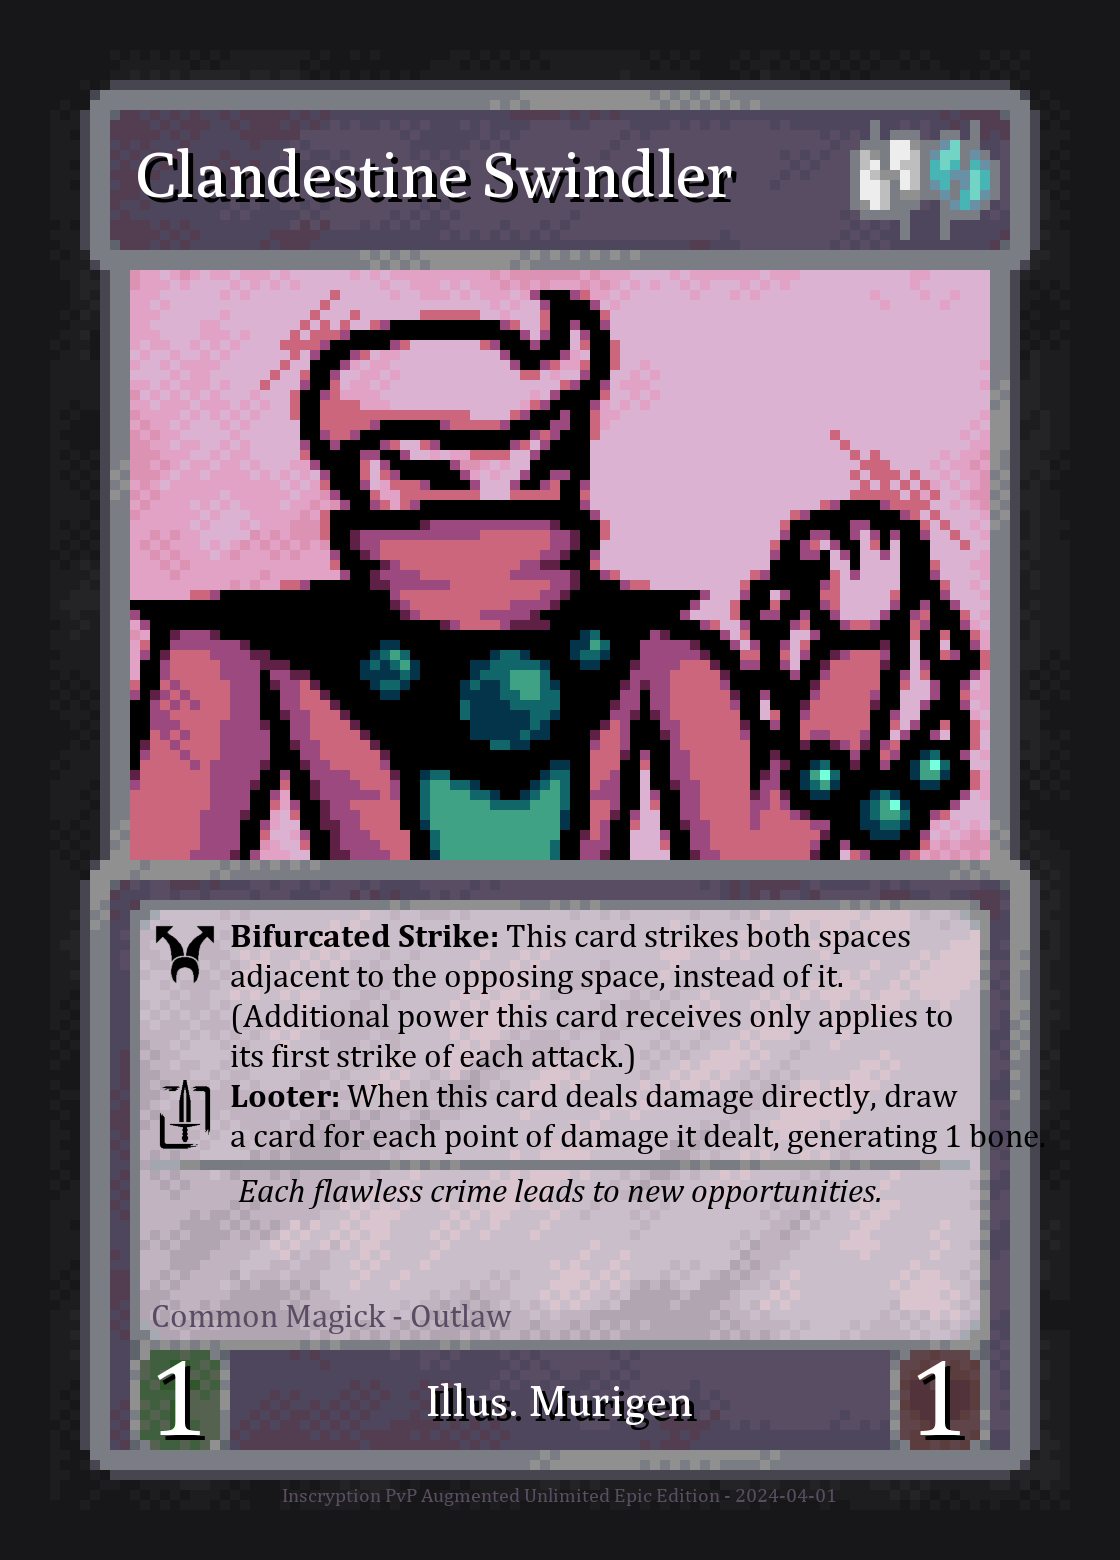 Clandestine Swindler
Bifurcated Strike: This card strikes both spaces
adjacent to the opposing space, instead of it.
(Additional power this card receives only applies to
its first strike of each attack.)
Looter: When this card deals damage directly, draw
a card for each point of damage it dealt, generating 1 bone.
Each flawless crime leads to new opportunities.
Common Magick - Outlaw
1
Illus. Murigen
1
Inscryption PvP Augmented Unlimited Epic Edition - 2024-04-01